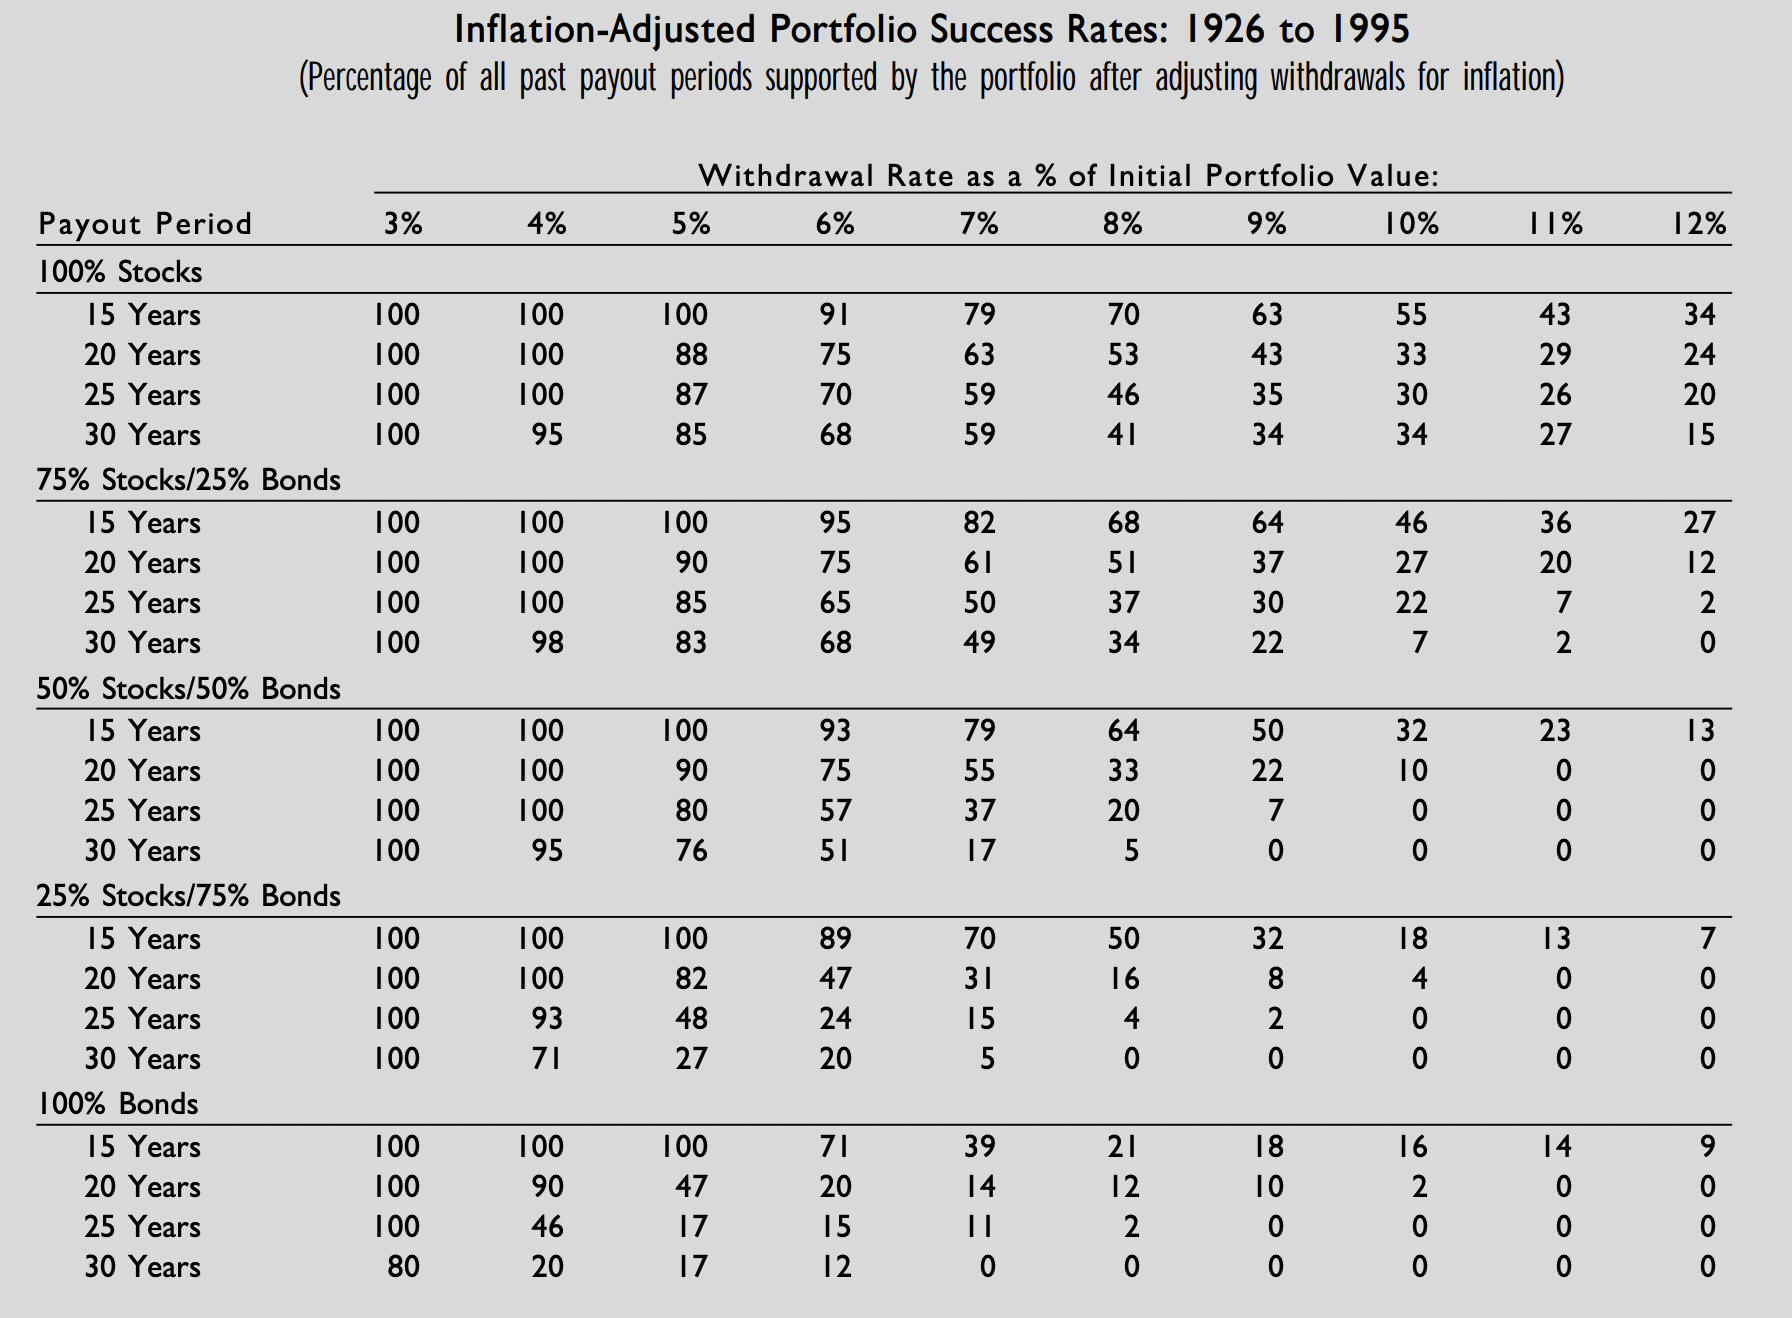 Inflation-Adjusted Portfolio Success Rates: 1926 to 1995
(Percentage of all past payout periods supported by the portfolio after adjusting withdrawals for inflation)
Withdrawal Rate as a % of Initial Portfolio Value:
Payout Period 3% 4% 5% 6% 7% 8% 9% 10% 11% 12%
100% Stocks
15 Years 100 100 100 91 79 70 63 55 43 34
20 Years 100 100 88 75 63 53 43 33 29 24
25 Years 100 100 87 70 59 46 35 30 26 20
30 Years 100 95 85 68 59 41 34 34 27 15
75% Stocks/25% Bonds
15 Years 100 100 100 95 82 68 64 46 36 27
20 Years 100 100 90 75 61 51 37 27 20 12
25 Years 100 100 85 65 50 37 30 22 7 2
30 Years 100 98 83 68 49 34 22 7 2 0
50% Stocks/50% Bonds
15 Years 100 100 100 93 79 64 50 32 23 13
20 Years 100 100 90 75 55 33 22 10 0 0
25 Years 100 100 80 57 37 20 7 0 0 0
30 Years 100 95 76 51 17 5 0 0 0 0
25% Stocks/75% Bonds
15 Years 100 100 100 89 70 50 32 18 13 7
20 Years 100 100 82 47 31 16 8 4 0 0
25 Years 100 93 48 24 15 4 2 0 0 0
30 Years 100 71 27 20 5 0 0 0 0 0
100% Bonds
15 Years 100 100 100 71 39 21 18 16 14 9
20 Years 100 90 47 20 14 12 10 2 0 0
25 Years 100 46 17 15 11 2 0 0 0 0
30 Years 80 20 17 12 0 0 0 0 0 0